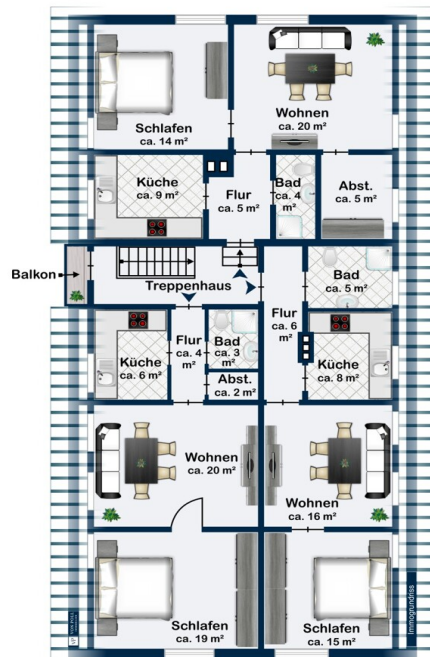 Schlafen
ca. 14 m²
Wohnen
ca. 20 m²
Küche
ca. 9 m²
Flur
ca. 5 m²
Bad
ca. 4
m²
Abst.
ca. 5 m²
Balkon
Treppenhaus
Bad
ca. 5 m²
Flur
ca. 6
m²
Küche
ca. 6 m²
Flur
ca. 4
m²
Bad
ca. 3
m²
Abst.
ca. 2 m²
Küche
ca. 8 m²
Wohnen
ca. 20 m²
Wohnen
ca. 16 m²
Schlafen
ca. 19 m²
Schlafen
ca. 15 m²
Immogrundriss